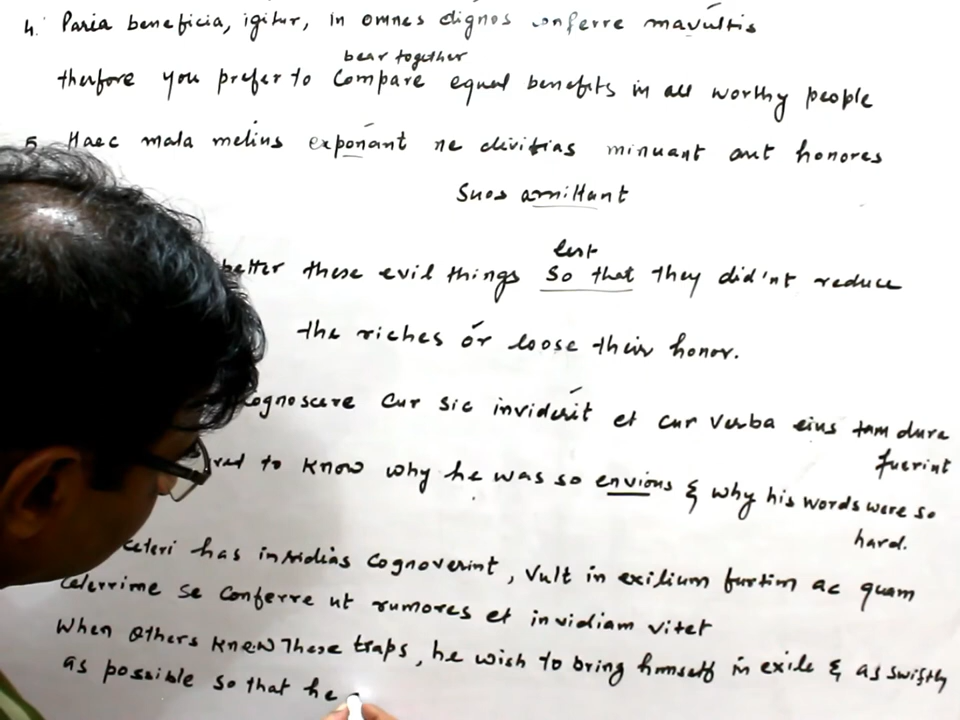 4. Paria beneficia, igitur, in omnes dignos conferre mavultis
bear together
therfore you prefer to compare equal benefits in all worthy people
5. Haec mala melius exponant ne divitias minuant aut honores
suos amittant
better these evil things so that they did'nt reduce
lest
the riches or loose their honor.
cognoscere cur sic inviderit et cur verba eius tam dura
fuerint
to know why he was so envious & why his words were so
hard.
ceteri has insidias cognoverint, vult in exilium furtim ac quam
celerrime se conferre ut rumores et invidiam vitet
When others knew these traps, he wish to bring himself in exile & as swiftly
as possible so that he